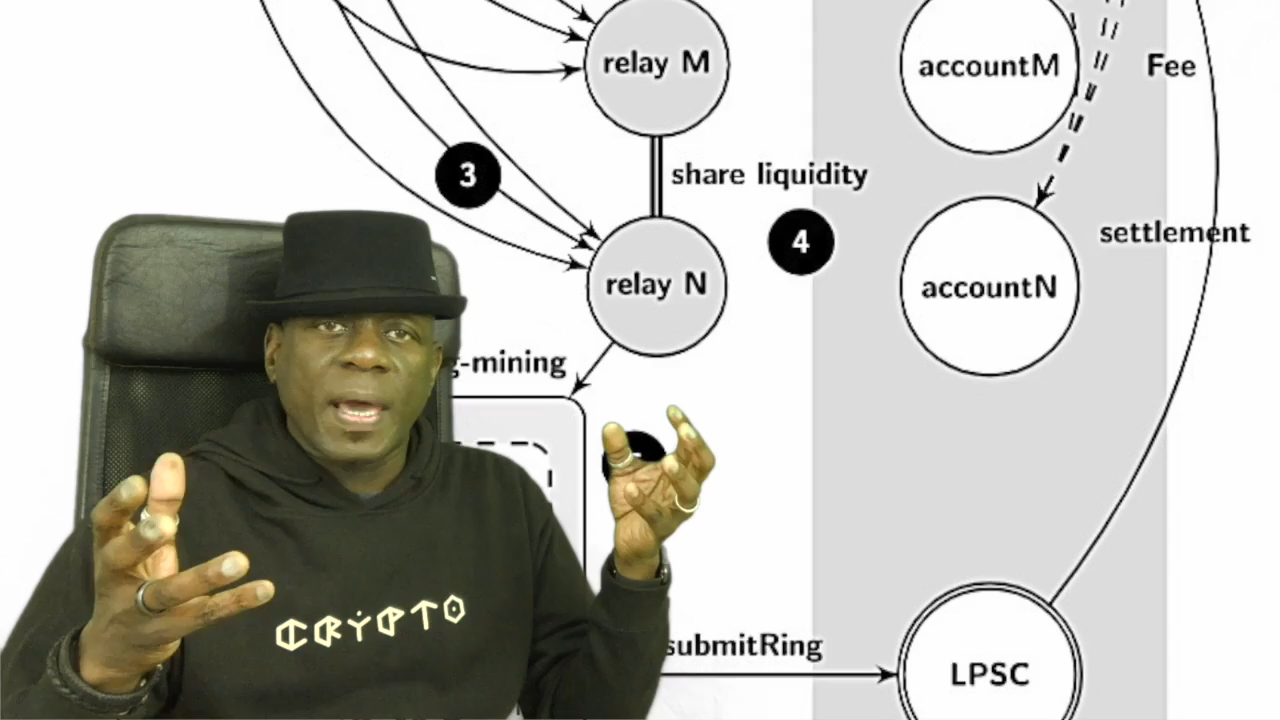 relay M
accountM
Fee
3
share liquidity
4
settlement
relay N
accountN
g-mining
CRYPTO
submitRing
LPSC